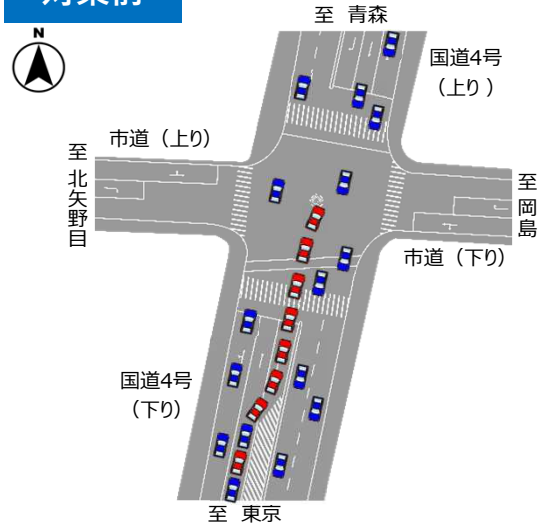 対策前
N
至 青森
国道4号
(上り )
市道(上り)
至 北矢野目
至 岡島
市道(下り)
国道4号
(下り)
至 東京